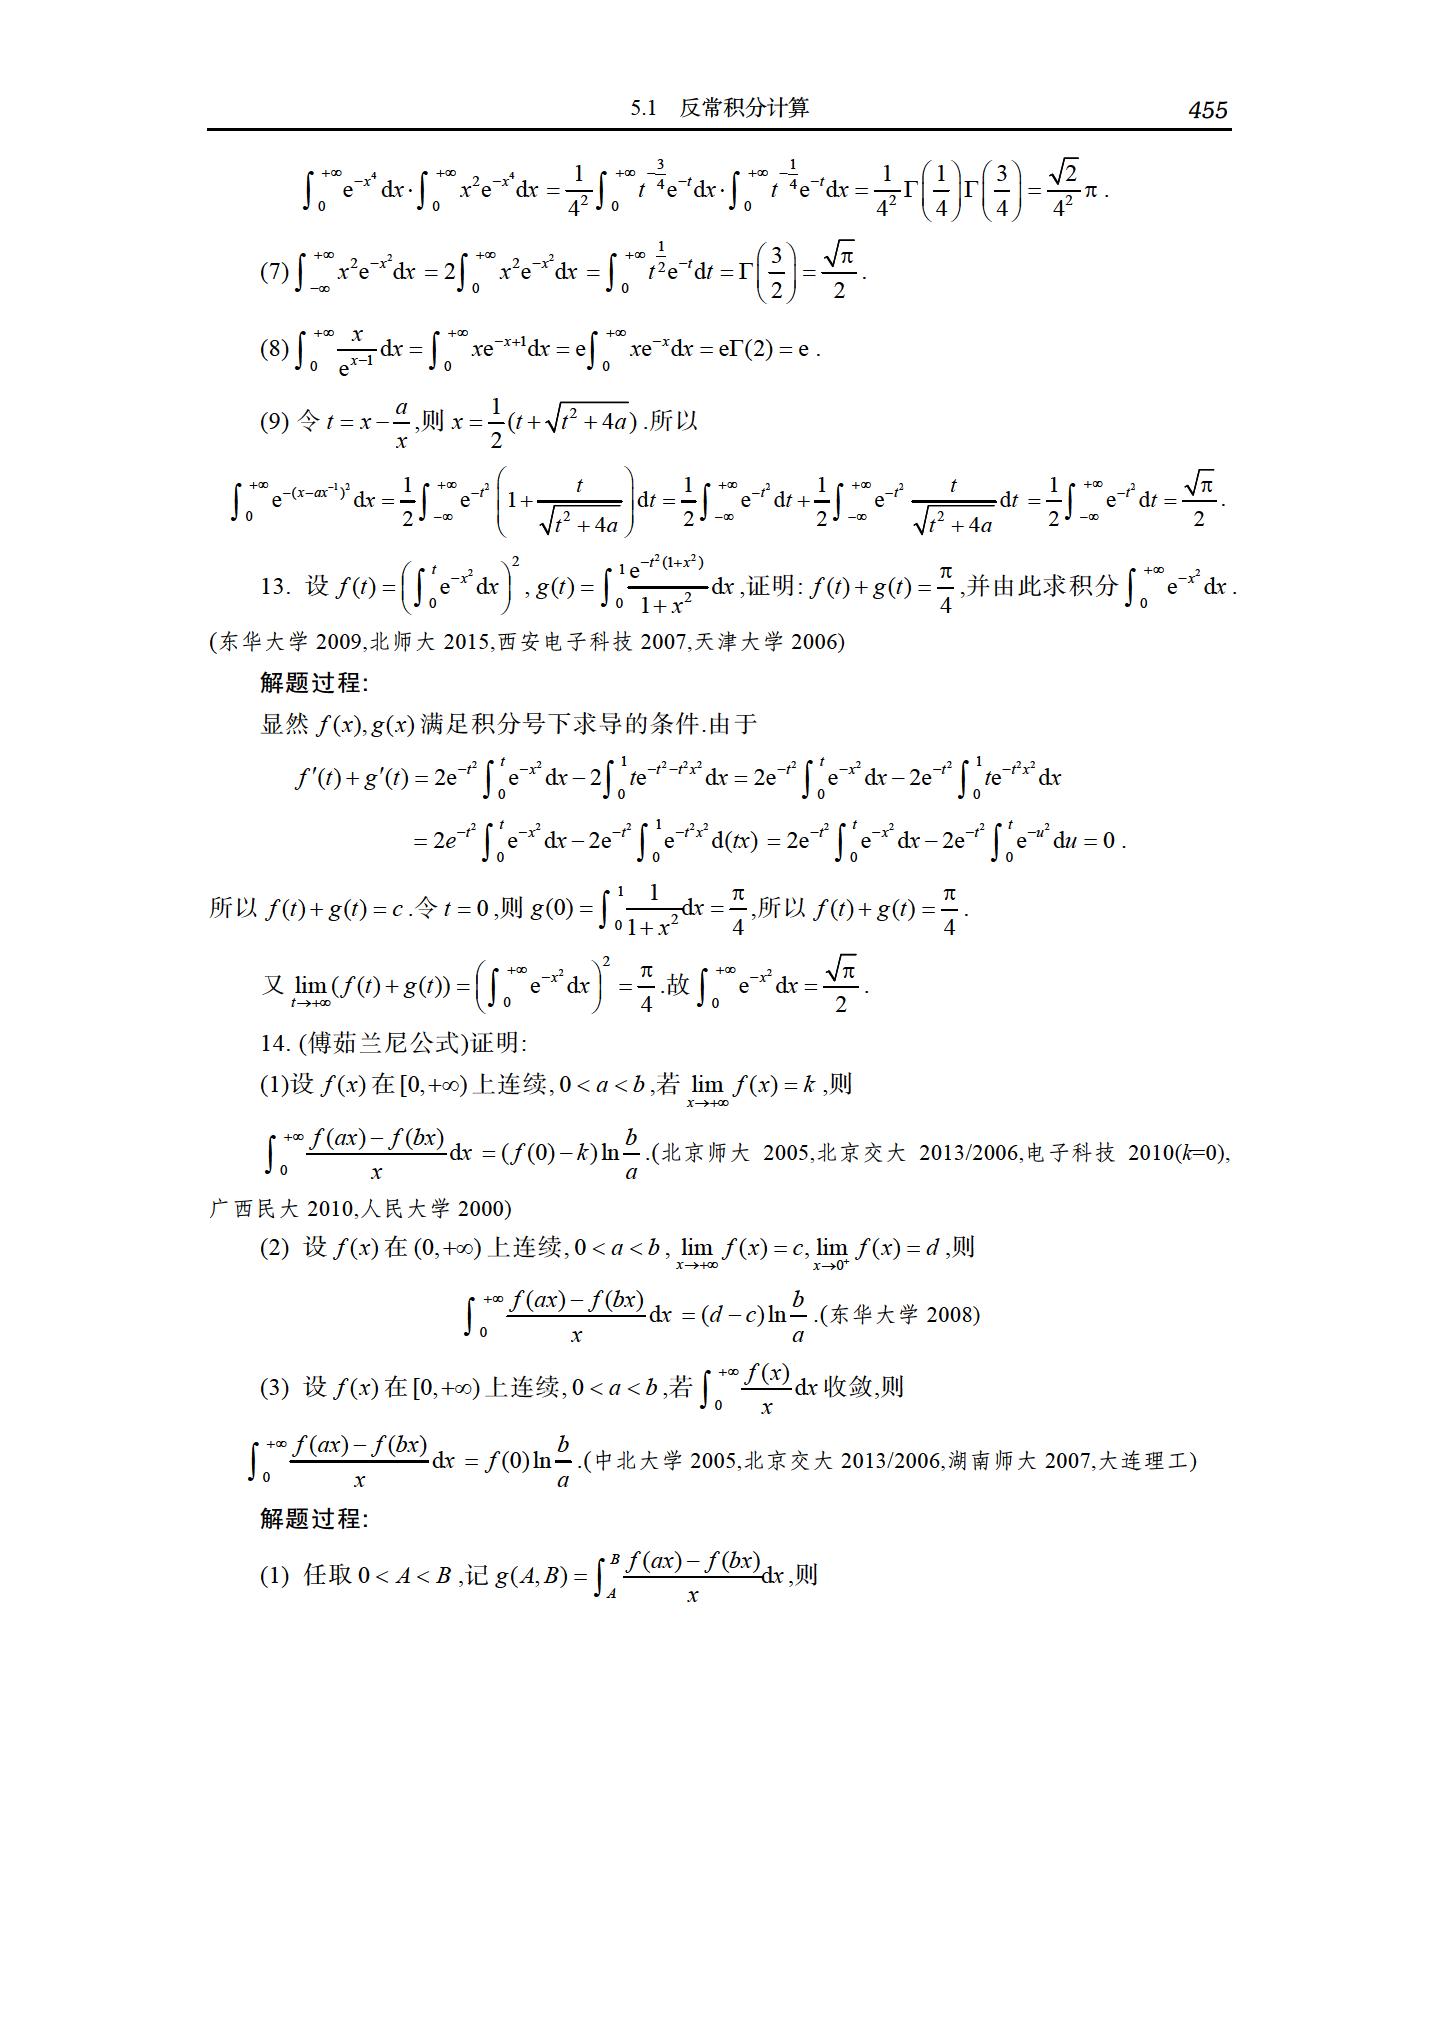 5.1 反常积分计算 455
$\int_0^{+\infty} e^{-x^4} dx \cdot \int_0^{+\infty} x^2 e^{-x^4} dx = \frac{1}{4^2} \int_0^{+\infty} t^{-\frac{3}{4}} e^{-t} dx \cdot \int_0^{+\infty} t^{-\frac{1}{4}} e^{-t} dx = \frac{1}{4^2} \Gamma\left(\frac{1}{4}\right) \Gamma\left(\frac{3}{4}\right) = \frac{\sqrt{2}}{4^2} \pi .$
(7) $\int_{-\infty}^{+\infty} x^2 e^{-x^2} dx = 2\int_0^{+\infty} x^2 e^{-x^2} dx = \int_0^{+\infty} t^{\frac{1}{2}} e^{-t} dt = \Gamma\left(\frac{3}{2}\right) = \frac{\sqrt{\pi}}{2} .$
(8) $\int_0^{+\infty} \frac{x}{e^{x-1}} dx = \int_0^{+\infty} x e^{-x+1} dx = e\int_0^{+\infty} x e^{-x} dx = e\Gamma(2) = e .$
(9) 令 $t = x - \frac{a}{x}$ ,则 $x = \frac{1}{2}(t + \sqrt{t^2 + 4a})$ .所以
$\int_0^{+\infty} e^{-(x-ax^{-1})^2} dx = \frac{1}{2} \int_{-\infty}^{+\infty} e^{-t^2} \left(1 + \frac{t}{\sqrt{t^2+4a}}\right) dt = \frac{1}{2} \int_{-\infty}^{+\infty} e^{-t^2} dt + \frac{1}{2} \int_{-\infty}^{+\infty} e^{-t^2} \frac{t}{\sqrt{t^2+4a}} dt = \frac{1}{2} \int_{-\infty}^{+\infty} e^{-t^2} dt = \frac{\sqrt{\pi}}{2} .$
13. 设 $f(t) = \left(\int_0^t e^{-x^2} dx\right)^2 , g(t) = \int_0^1 \frac{e^{-t^2(1+x^2)}}{1+x^2} dx$ ,证明: $f(t) + g(t) = \frac{\pi}{4}$ ,并由此求积分 $\int_0^{+\infty} e^{-x^2} dx$ .
(东华大学 2009,北师大 2015,西安电子科技 2007,天津大学 2006)
解题过程:
显然 $f(x), g(x)$ 满足积分号下求导的条件.由于
$f'(t) + g'(t) = 2e^{-t^2} \int_0^t e^{-x^2} dx - 2\int_0^1 t e^{-t^2-t^2x^2} dx = 2e^{-t^2} \int_0^t e^{-x^2} dx - 2e^{-t^2} \int_0^1 t e^{-t^2x^2} dx$
$= 2e^{-t^2} \int_0^t e^{-x^2} dx - 2e^{-t^2} \int_0^1 e^{-t^2x^2} d(tx) = 2e^{-t^2} \int_0^t e^{-x^2} dx - 2e^{-t^2} \int_0^t e^{-u^2} du = 0 .$
所以 $f(t) + g(t) = c$ .令 $t = 0$ ,则 $g(0) = \int_0^1 \frac{1}{1+x^2} dx = \frac{\pi}{4}$ ,所以 $f(t) + g(t) = \frac{\pi}{4}$ .
又 $\lim_{t \to +\infty} (f(t) + g(t)) = \left(\int_0^{+\infty} e^{-x^2} dx\right)^2 = \frac{\pi}{4}$ .故 $\int_0^{+\infty} e^{-x^2} dx = \frac{\sqrt{\pi}}{2}$ .
14. (傅茹兰尼公式)证明:
(1)设 $f(x)$ 在 $[0,+\infty)$ 上连续, $0 < a < b$ ,若 $\lim_{x \to +\infty} f(x) = k$ ,则
$\int_0^{+\infty} \frac{f(ax) - f(bx)}{x} dx = (f(0) - k) \ln \frac{b}{a}$ .(北京师大 2005,北京交大 2013/2006,电子科技 2010(k=0),
广西民大 2010,人民大学 2000)
(2) 设 $f(x)$ 在 $(0,+\infty)$ 上连续, $0 < a < b$ , $\lim_{x \to +\infty} f(x) = c, \lim_{x \to 0^+} f(x) = d$ ,则
$\int_0^{+\infty} \frac{f(ax) - f(bx)}{x} dx = (d - c) \ln \frac{b}{a}$ .(东华大学 2008)
(3) 设 $f(x)$ 在 $[0,+\infty)$ 上连续, $0 < a < b$ ,若 $\int_0^{+\infty} \frac{f(x)}{x} dx$ 收敛,则
$\int_0^{+\infty} \frac{f(ax) - f(bx)}{x} dx = f(0) \ln \frac{b}{a}$ .(中北大学 2005,北京交大 2013/2006,湖南师大 2007,大连理工)
解题过程:
(1) 任取 $0 < A < B$ ,记 $g(A,B) = \int_A^B \frac{f(ax) - f(bx)}{x} dx$ ,则